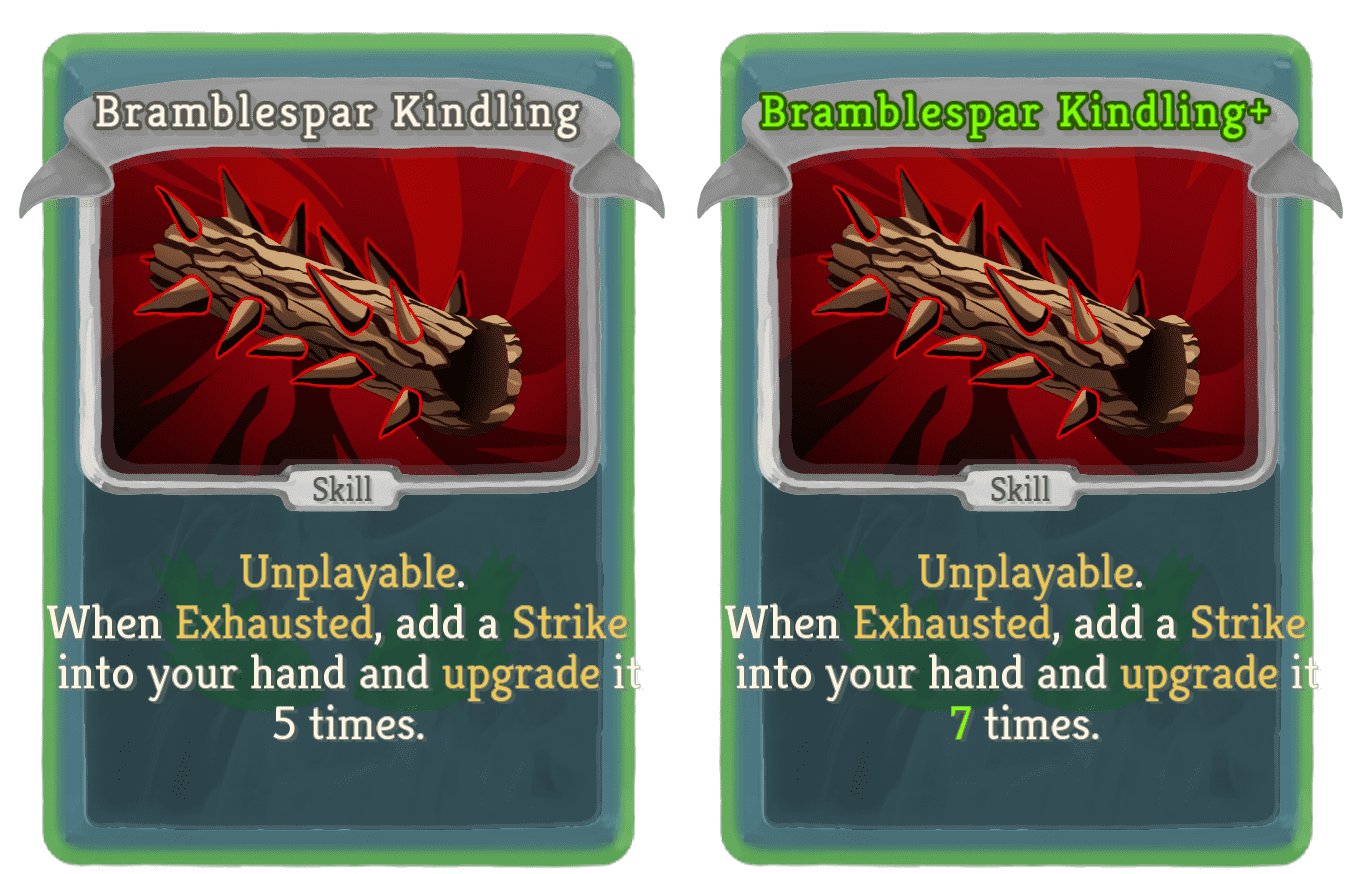 Bramblespar Kindling
Skill
Unplayable.
When Exhausted, add a Strike
into your hand and upgrade it
5 times.
Bramblespar Kindling+
Skill
Unplayable.
When Exhausted, add a Strike
into your hand and upgrade it
7 times.